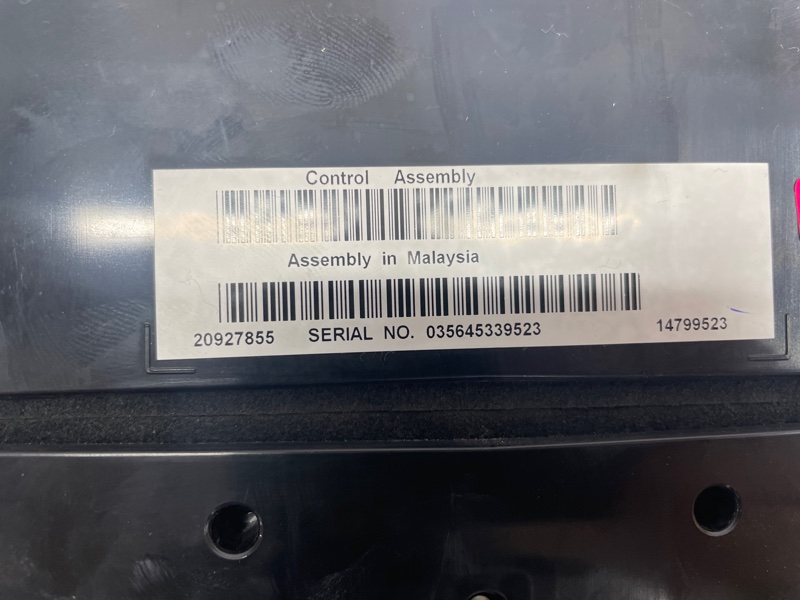 Control Assembly
Assembly in Malaysia
20927855 SERIAL NO. 035645339523 14799523